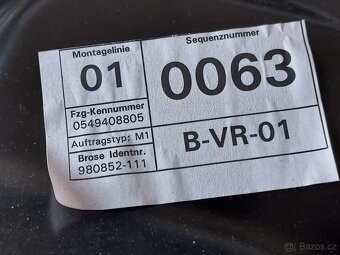 Montagelinie
01
Sequenznummer
0063
Fzg-Kennummer
0549408805
Auftragstyp: M1
Brose Identnr.
980852-111
B-VR-01
Bazos.cz